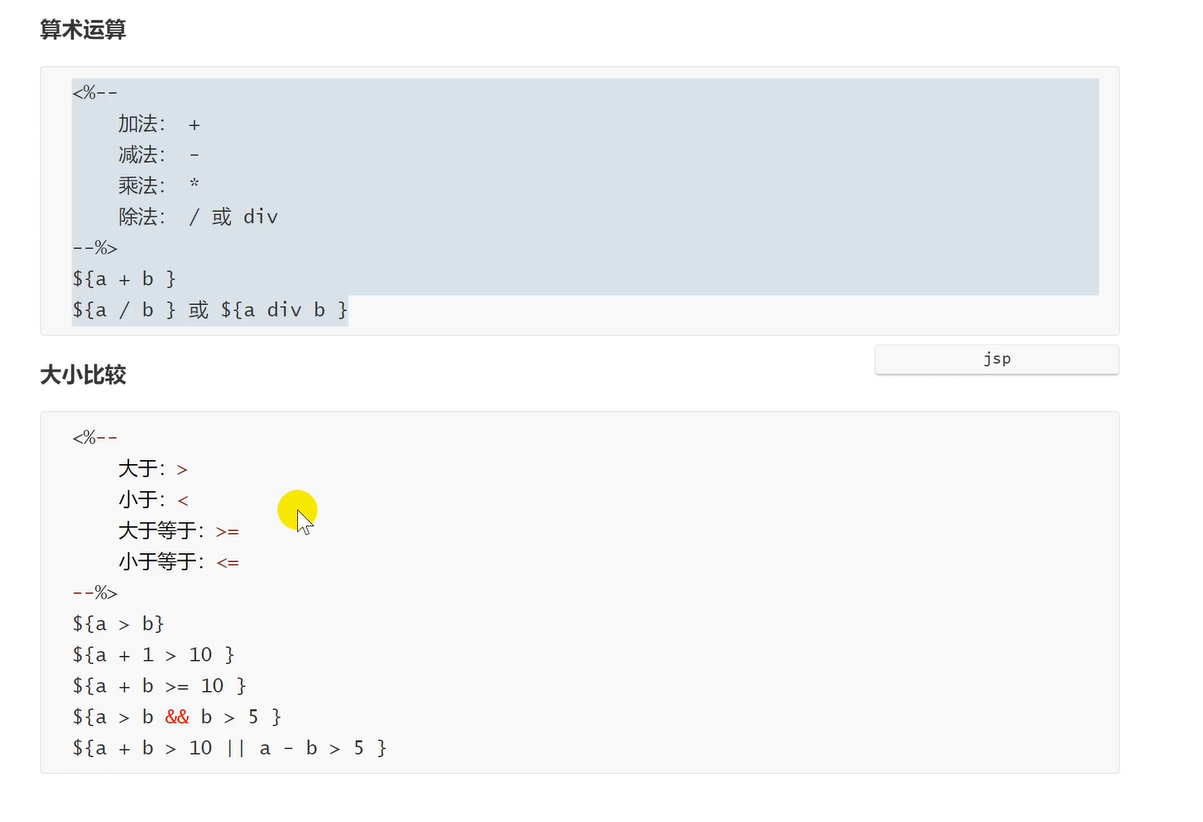 算术运算
<%--
加法： +
减法： -
乘法： *
除法： / 或 div
--%>
${a + b }
${a / b } 或 ${a div b }
jsp
大小比较
<%--
大于：>
小于：<
大于等于：>=
小于等于：<=
--%>
${a > b}
${a + 1 > 10 }
${a + b >= 10 }
${a > b && b > 5 }
${a + b > 10 || a - b > 5 }